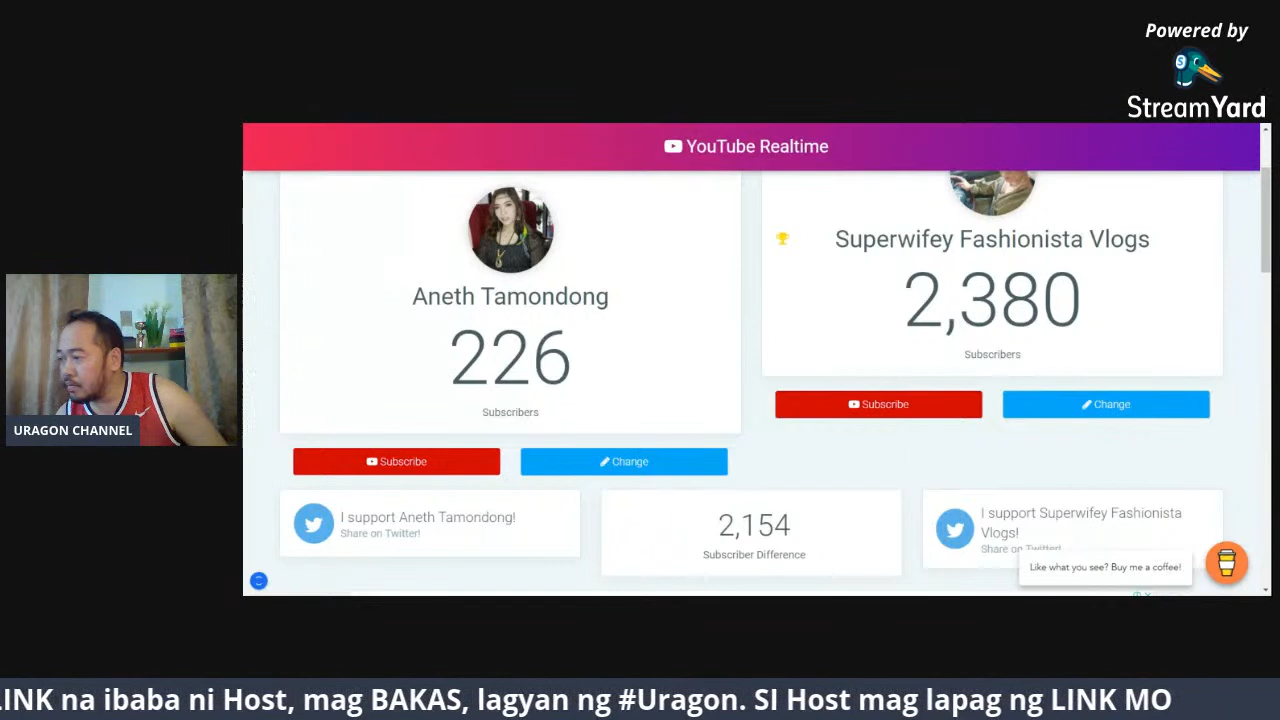 Powered by
StreamYard
YouTube Realtime
Aneth Tamondong
226
Subscribers
Subscribe
Change
Superwifey Fashionista Vlogs
2,380
Subscribers
Subscribe
Change
I support Aneth Tamondong!
Share on Twitter!
2,154
Subscriber Difference
I support Superwifey Fashionista
Vlogs!
Share on Twitter!
Like what you see? Buy me a coffee!
URAGON CHANNEL
LINK na ibaba ni Host, mag BAKAS, lagyan ng #Uragon. SI Host mag lapag ng LINK MO